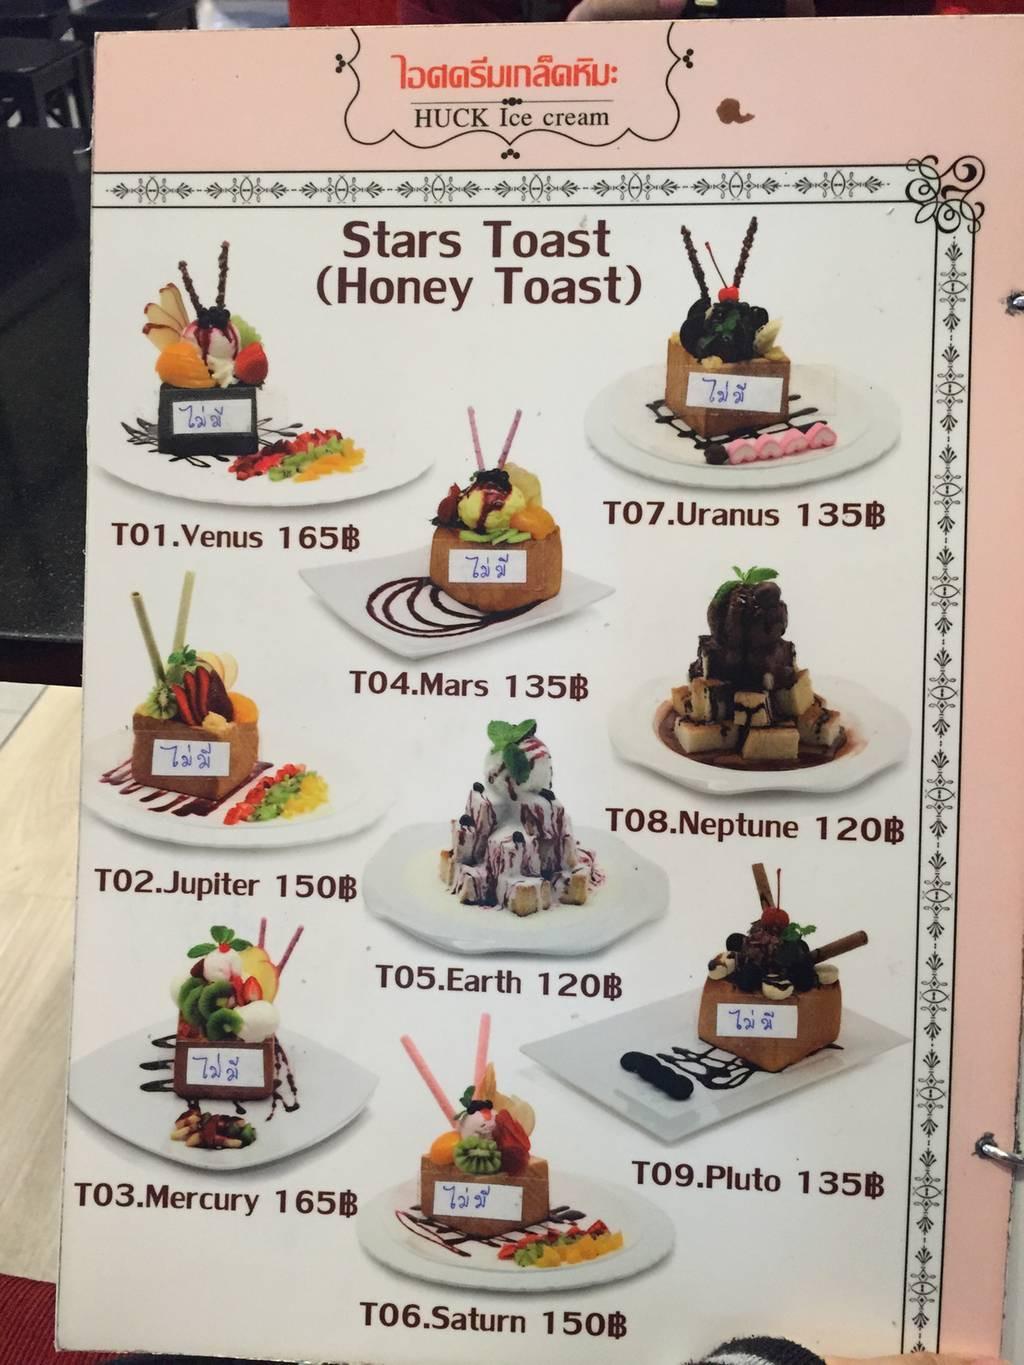 ไอศครีมเกล็ดหิมะ
HUCK Ice cream
Stars Toast
(Honey Toast)
ไม่มี
T01.Venus 165฿
ไม่มี
T07.Uranus 135฿
ไม่มี
T04.Mars 135฿
ไม่มี
T02.Jupiter 150฿
T08.Neptune 120฿
T05.Earth 120฿
ไม่มี
T03.Mercury 165฿
ไม่มี
T09.Pluto 135฿
ไม่มี
T06.Saturn 150฿